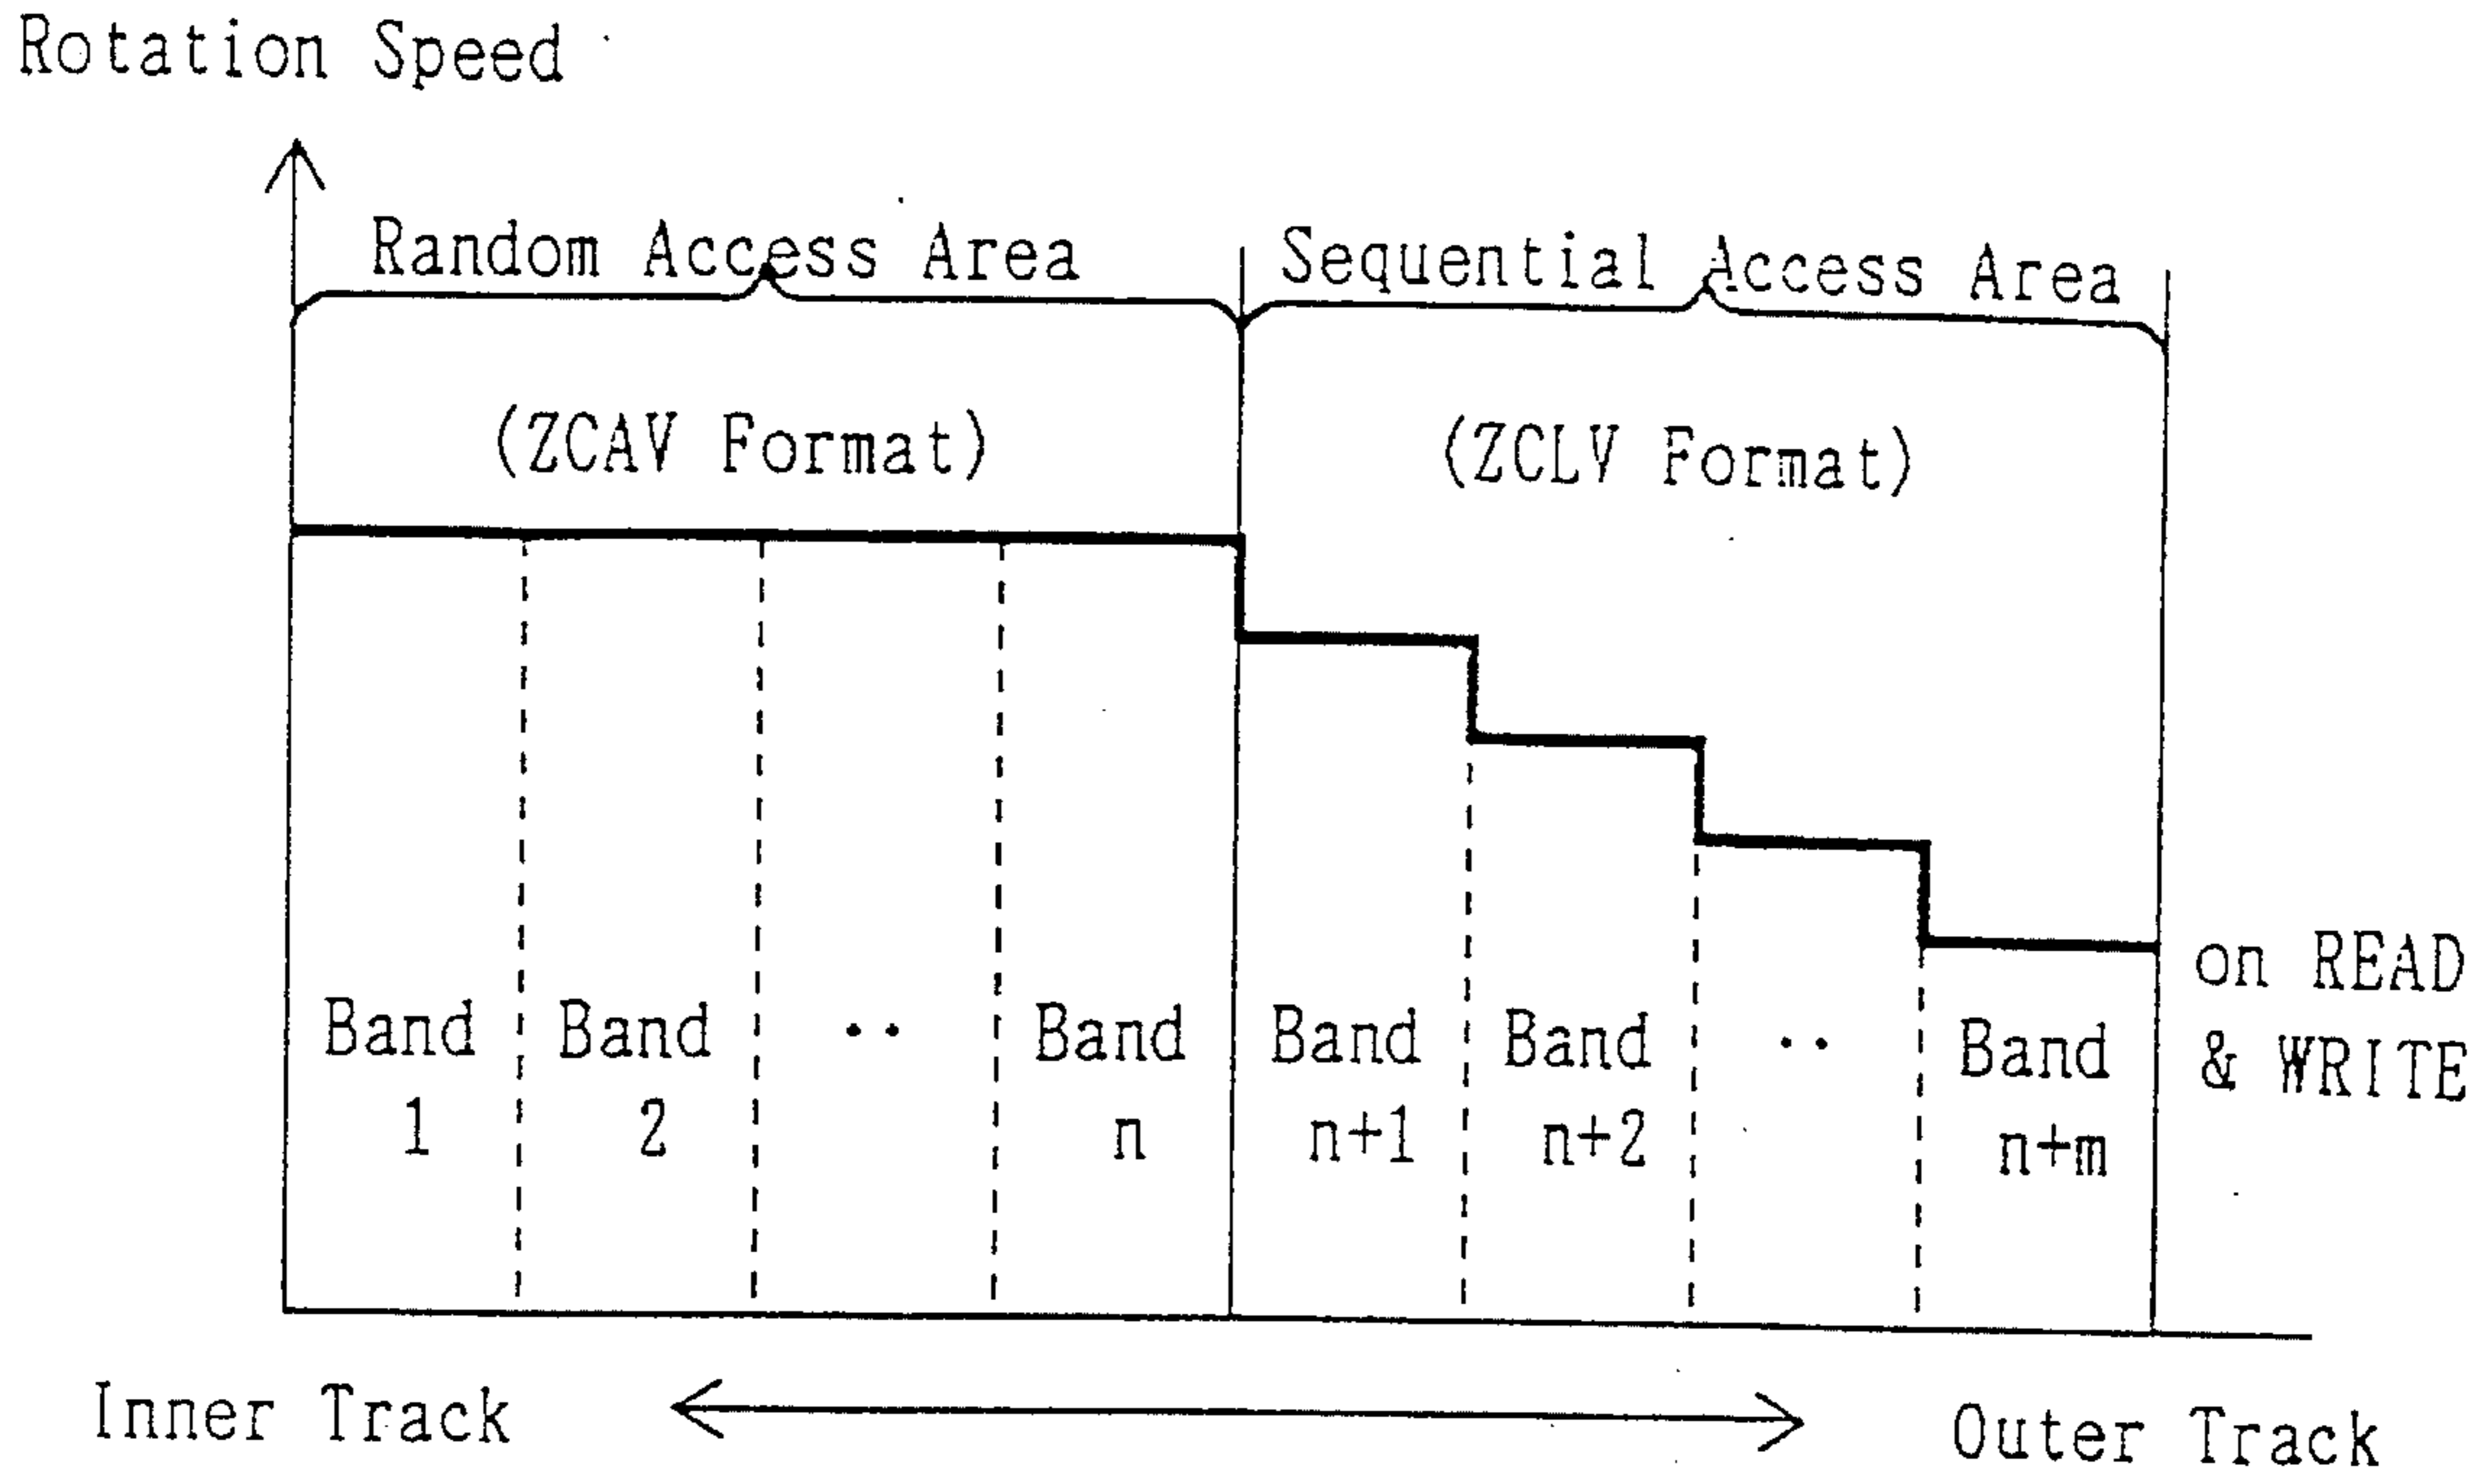 Rotation Speed
Random Access Area
Sequential Access Area
(ZCAV Format)
(ZCLV Format)
Band 1
Band 2
··
Band n
Band n+1
Band n+2
··
Band n+m
on READ
& WRITE
Inner Track
Outer Track